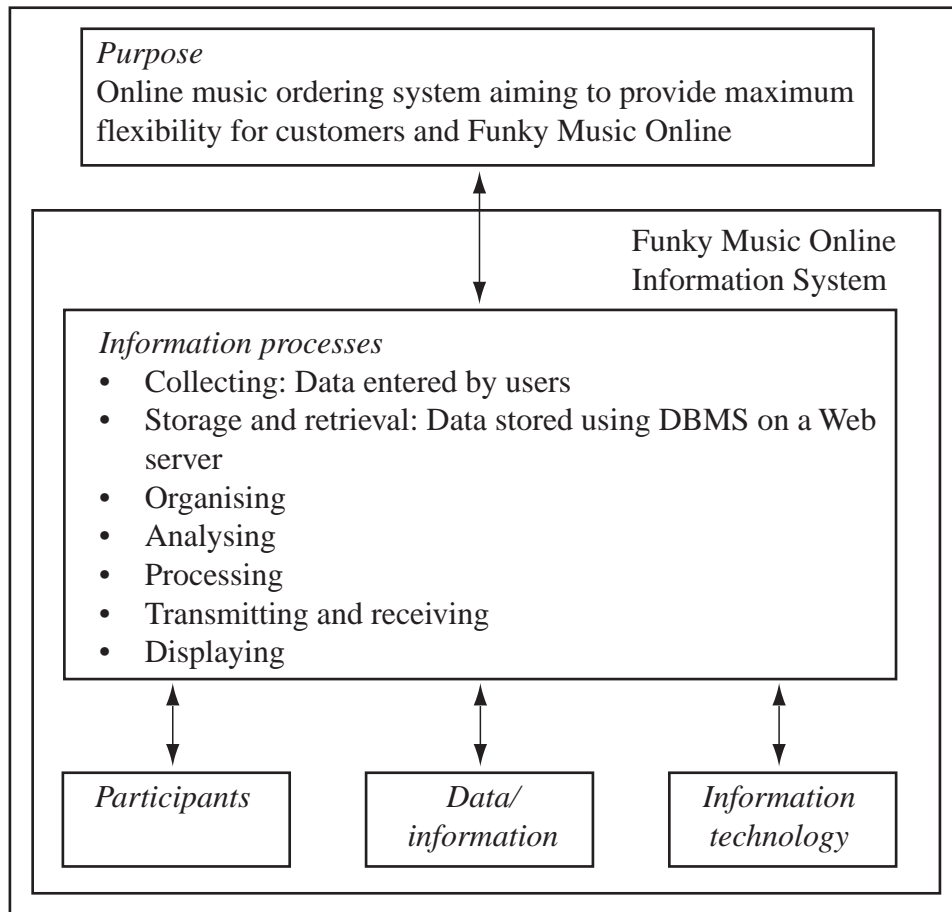 Purpose
Online music ordering system aiming to provide maximum
flexibility for customers and Funky Music Online
Funky Music Online
Information System
Information processes
• Collecting: Data entered by users
• Storage and retrieval: Data stored using DBMS on a Web
server
• Organising
• Analysing
• Processing
• Transmitting and receiving
• Displaying
Participants
Data/
information
Information
technology